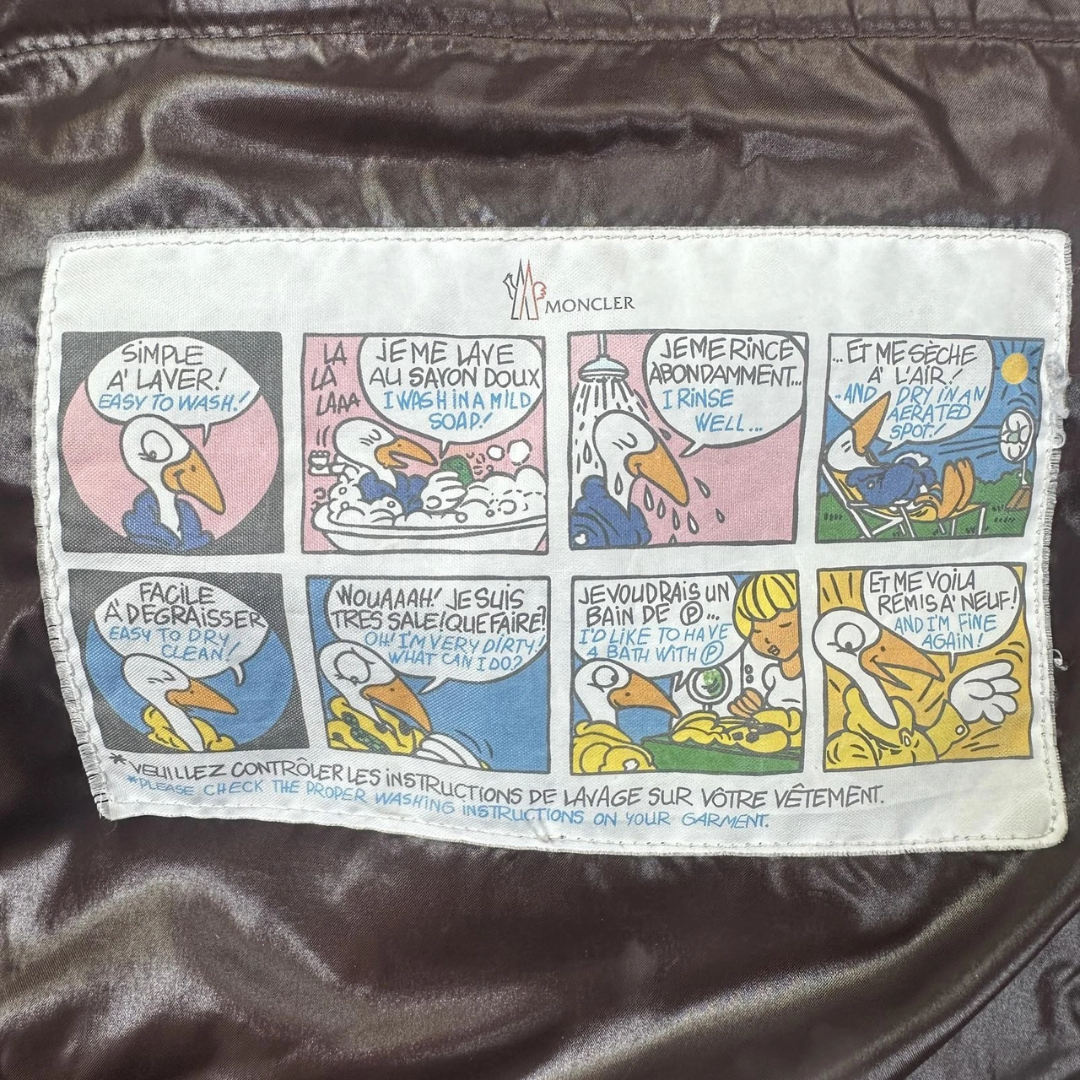 MONCLER
SIMPLE
A' LAVER!
EASY TO WASH!
LA
LA
LAAA
JE ME LAVE
AU SAVON DOUX
I WASH IN A MILD
SOAP!
JE ME RINCE
ABONDAMMENT...
I RINSE
WELL...
...ET ME SÈCHE
A' L'AIR!
..AND DRY IN AN
AERATED
SPOT!
FACILE
A' DEGRAISSER
EASY TO DRY
CLEAN!
WOUAAAH! JE SUIS
TRES SALE! QUE FAIRE?
OH! I'M VERY DIRTY!
WHAT CAN I DO?
JE VOUDRAIS UN
BAIN DE Ⓟ...
I'D LIKE TO HAVE
A BATH WITH Ⓟ
ET ME VOILA
REMIS A' NEUF!
AND I'M FINE
AGAIN!
* VEUILLEZ CONTRÔLER LES INSTRUCTIONS DE LAVAGE SUR VÔTRE VÊTEMENT.
*PLEASE CHECK THE PROPER WASHING INSTRUCTIONS ON YOUR GARMENT.